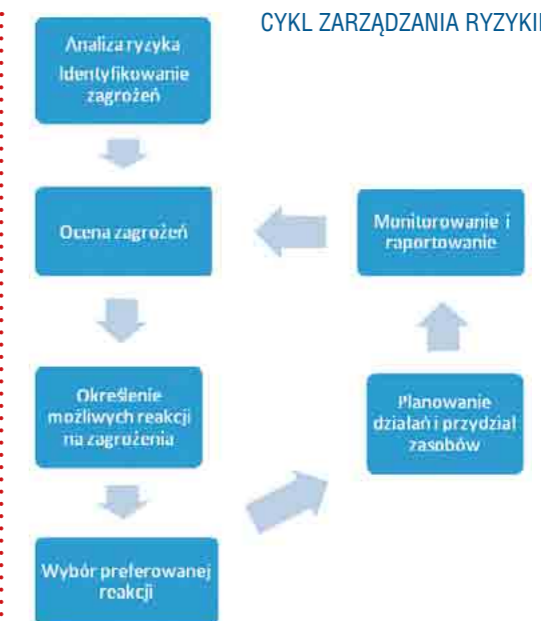 CYKL ZARZĄDZANIA
Analiza ryzyka
Identyfikowanie
zagrożeń
Ocena zagrożeń
Określenie
możliwych reakcji
na zagrożenia
Wybór preferowanej
reakcji
Planowanie
działań i przydział
zasobów
Monitorowanie i
raportowanie